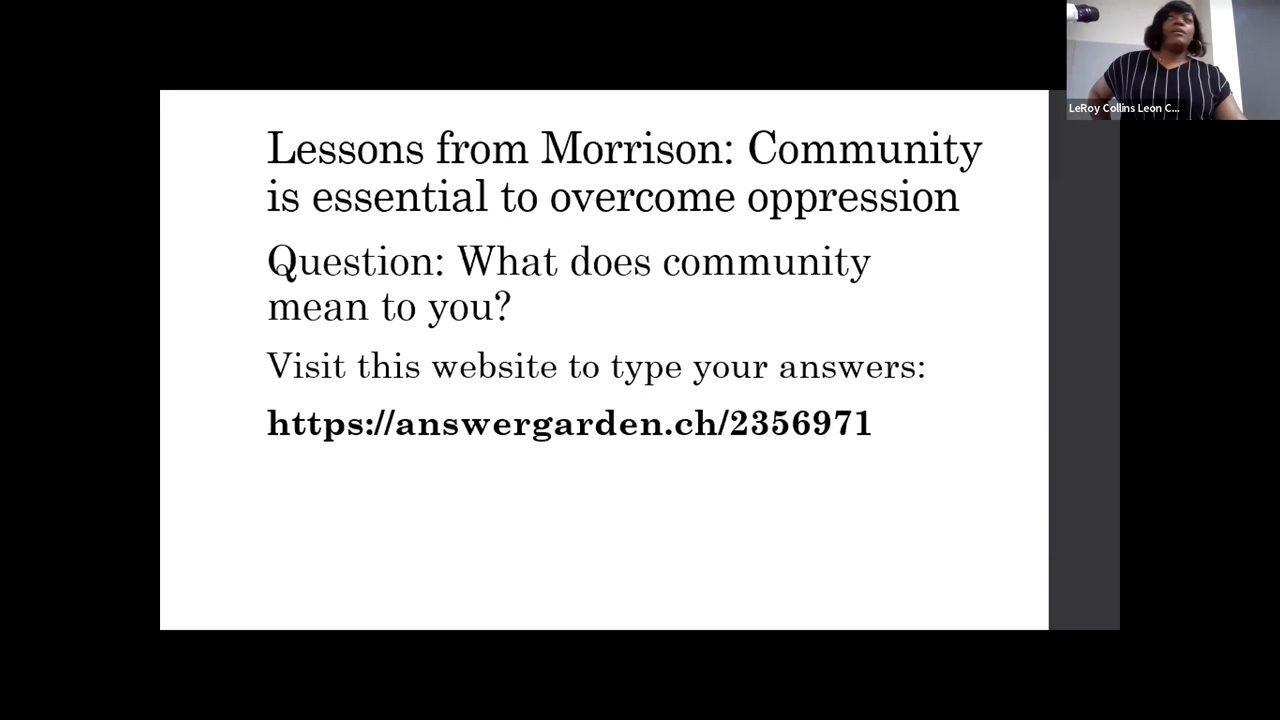 Lessons from Morrison: Community
is essential to overcome oppression
Question: What does community
mean to you?
Visit this website to type your answers:
https://answergarden.ch/2356971
LeRoy Collins Leon C...